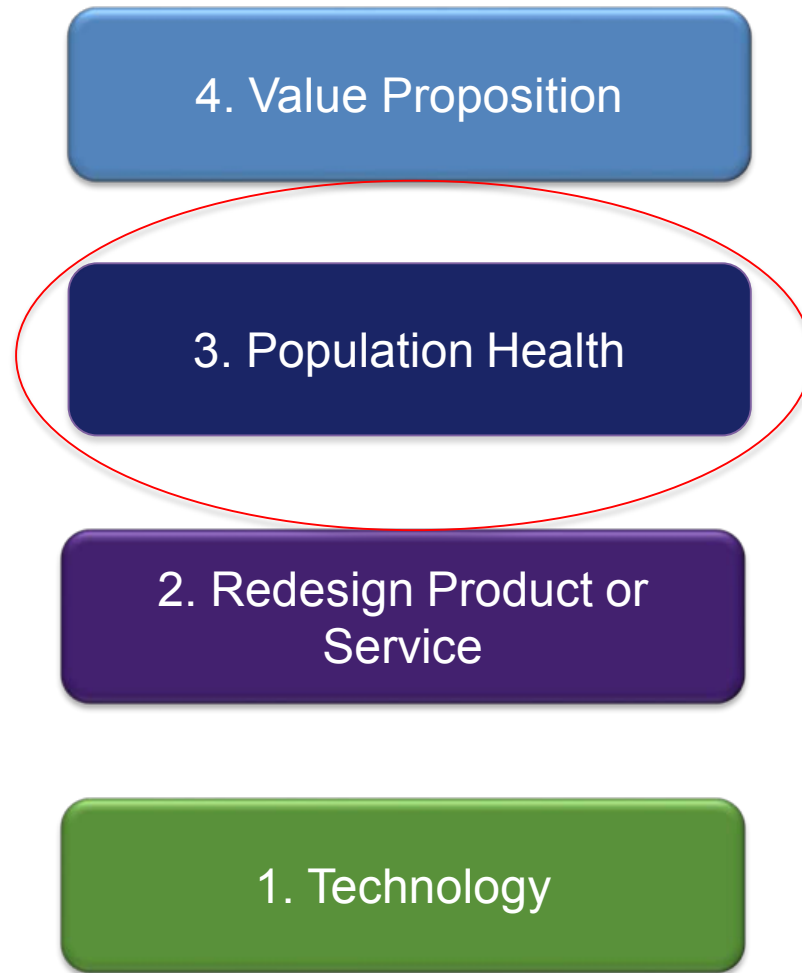 4. Value Proposition
3. Population Health
2. Redesign Product or
Service
1. Technology